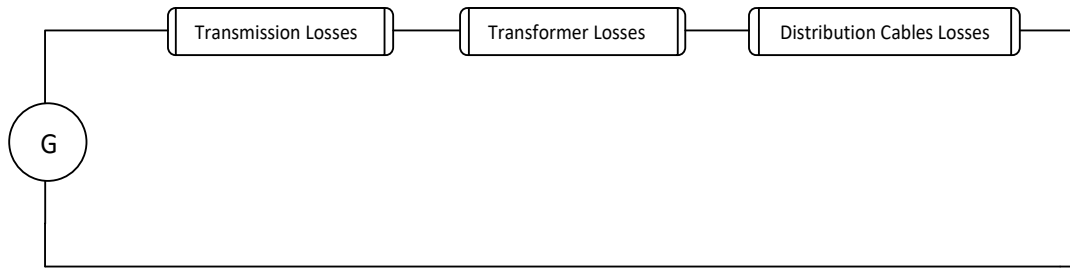 Transmission Losses
Transformer Losses
Distribution Cables Losses
G